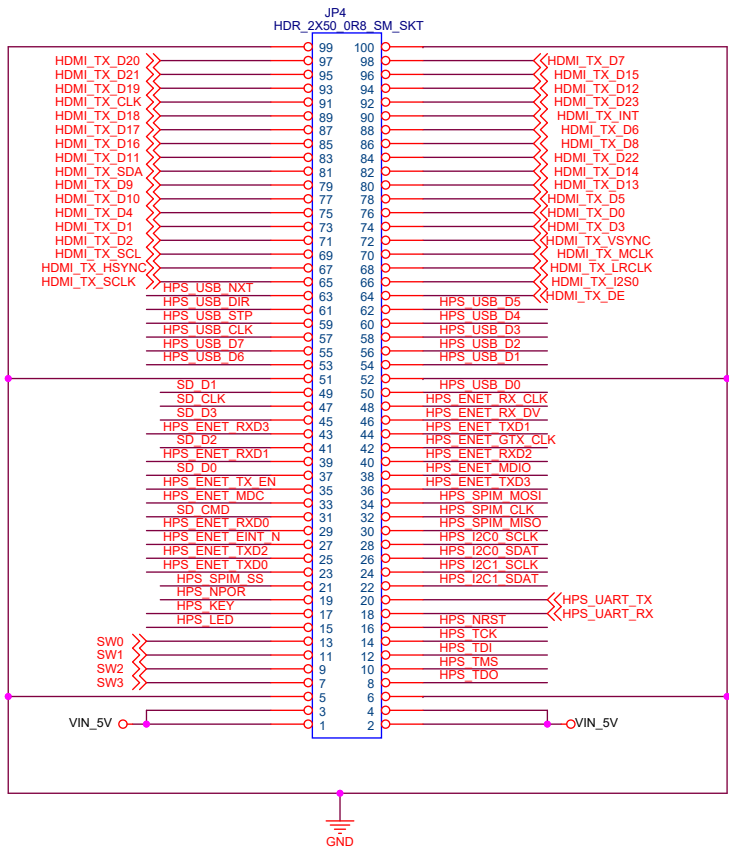 JP4
HDR_2X50_0R8_SM_SKT
99 100
HDMI_TX_D20 97 98 HDMI_TX_D7
HDMI_TX_D21 95 96 HDMI_TX_D15
HDMI_TX_D19 93 94 HDMI_TX_D12
HDMI_TX_CLK 91 92 HDMI_TX_D23
HDMI_TX_D18 89 90 HDMI_TX_INT
HDMI_TX_D17 87 88 HDMI_TX_D6
HDMI_TX_D16 85 86 HDMI_TX_D8
HDMI_TX_D11 83 84 HDMI_TX_D22
HDMI_TX_SDA 81 82 HDMI_TX_D14
HDMI_TX_D9 79 80 HDMI_TX_D13
HDMI_TX_D10 77 78 HDMI_TX_D5
HDMI_TX_D4 75 76 HDMI_TX_D0
HDMI_TX_D1 73 74 HDMI_TX_D3
HDMI_TX_D2 71 72 HDMI_TX_VSYNC
HDMI_TX_SCL 69 70 HDMI_TX_MCLK
HDMI_TX_HSYNC 67 68 HDMI_TX_LRCLK
HDMI_TX_SCLK 65 66 HDMI_TX_I2S0
HPS_USB_NXT 63 64 HDMI_TX_DE
HPS_USB_DIR 61 62 HPS_USB_D5
HPS_USB_STP 59 60 HPS_USB_D4
HPS_USB_CLK 57 58 HPS_USB_D3
HPS_USB_D7 55 56 HPS_USB_D2
HPS_USB_D6 53 54 HPS_USB_D1
51 52
SD_D1 49 50 HPS_USB_D0
SD_CLK 47 48 HPS_ENET_RX_CLK
SD_D3 45 46 HPS_ENET_RX_DV
HPS_ENET_RXD3 43 44 HPS_ENET_TXD1
SD_D2 41 42 HPS_ENET_GTX_CLK
HPS_ENET_RXD1 39 40 HPS_ENET_RXD2
SD_D0 37 38 HPS_ENET_MDIO
HPS_ENET_TX_EN 35 36 HPS_ENET_TXD3
HPS_ENET_MDC 33 34 HPS_SPIM_MOSI
SD_CMD 31 32 HPS_SPIM_CLK
HPS_ENET_RXD0 29 30 HPS_SPIM_MISO
HPS_ENET_EINT_N 27 28 HPS_I2C0_SCLK
HPS_ENET_TXD2 25 26 HPS_I2C0_SDAT
HPS_ENET_TXD0 23 24 HPS_I2C1_SCLK
HPS_SPIM_SS 21 22 HPS_I2C1_SDAT
HPS_NPOR 19 20 HPS_UART_TX
HPS_KEY 17 18 HPS_UART_RX
HPS_LED 15 16 HPS_NRST
SW0 13 14 HPS_TCK
SW1 11 12 HPS_TDI
SW2 9 10 HPS_TMS
SW3 7 8 HPS_TDO
5 6
3 4
VIN_5V 1 2 VIN_5V
GND